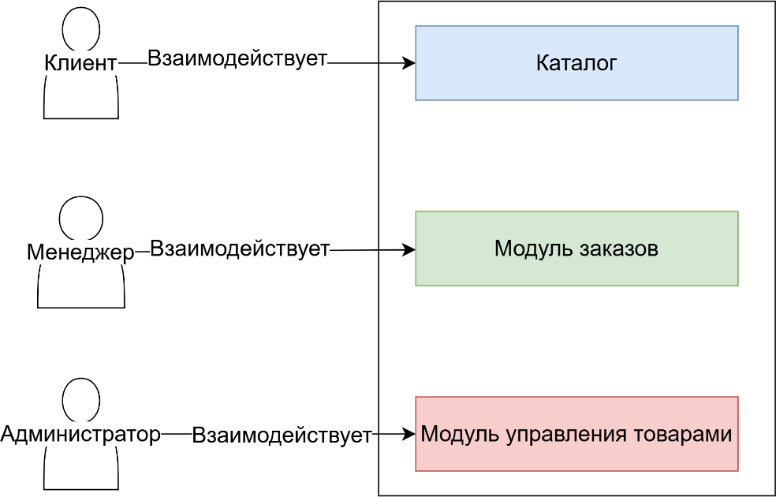 Клиент Взаимодействует Каталог
Менеджер Взаимодействует Модуль заказов
Администратор Взаимодействует Модуль управления товарами